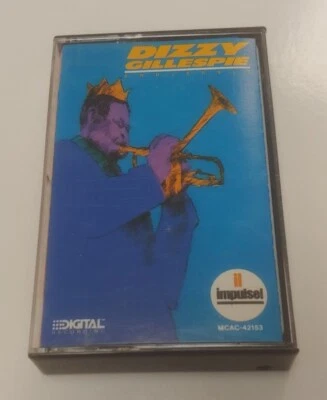 DIZZY
GILLESPIE
impulse!
MCAC-42153
DIGITAL